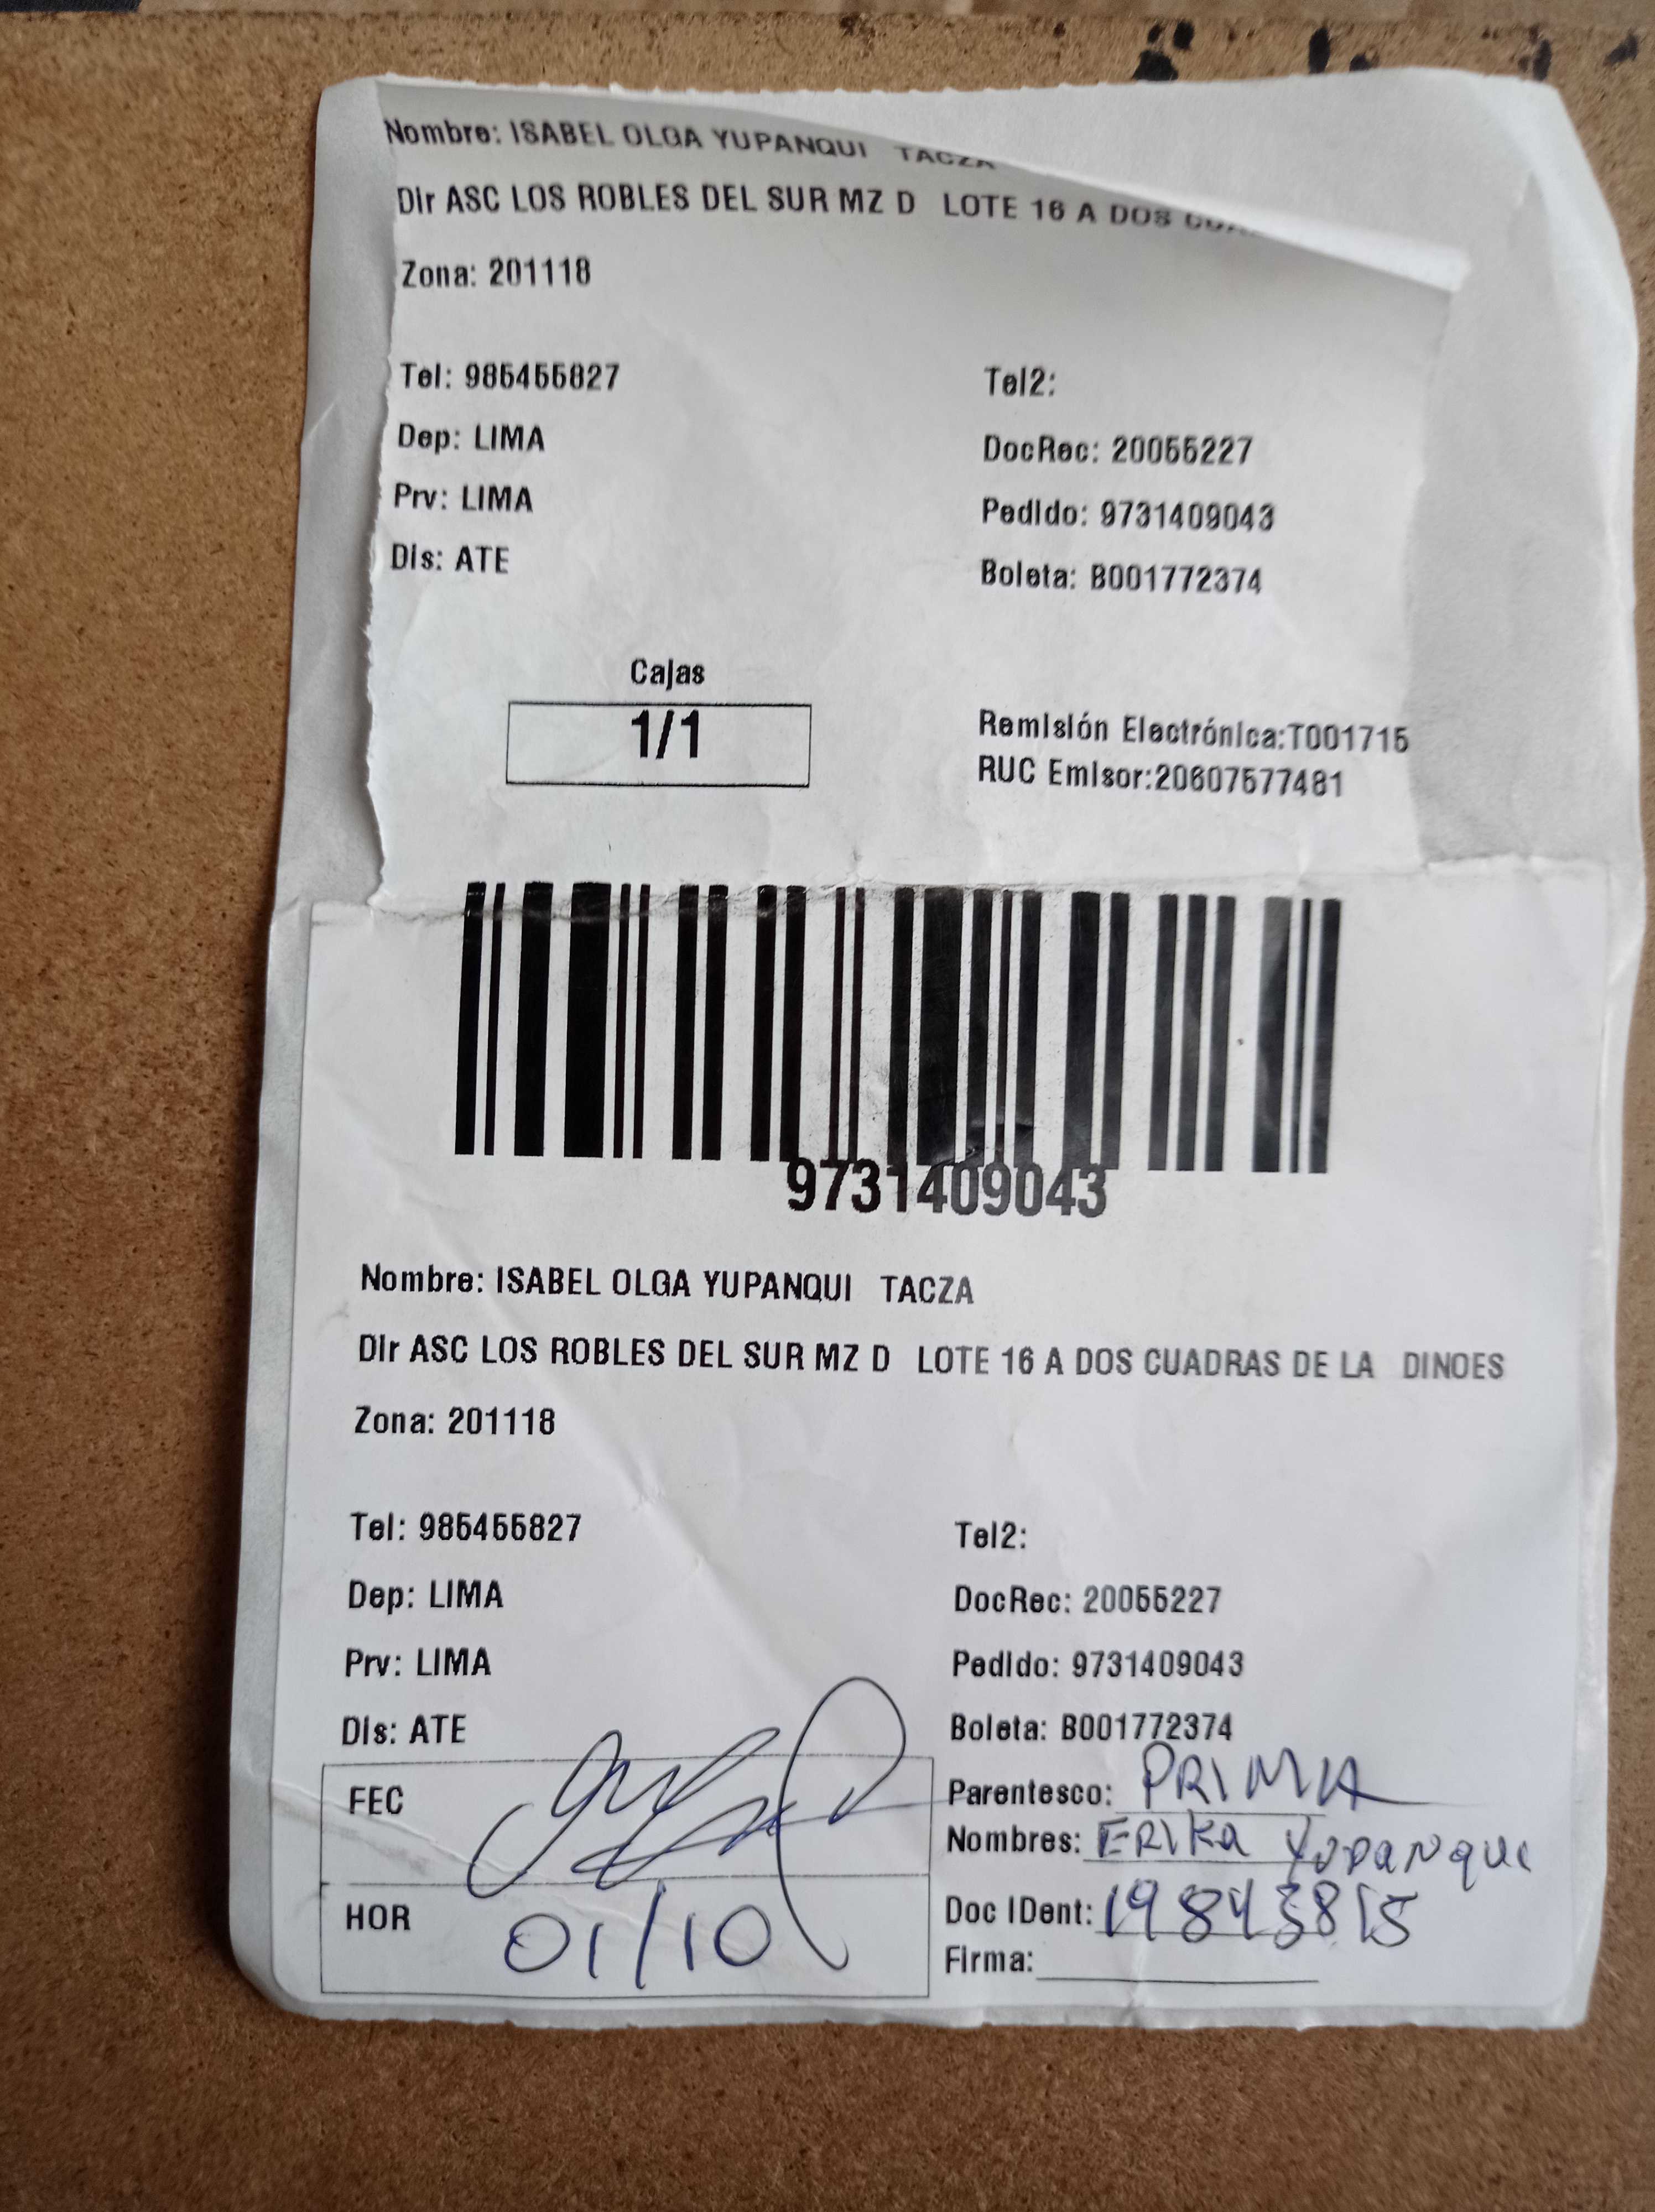 Nombre: ISABEL OLGA YUPANQUI TACZA
Dir ASC LOS ROBLES DEL SUR MZ D LOTE 16 A DOS
Zona: 201118
Tel: 985455827
Tel2:
Dep: LIMA
DocRec: 20055227
Prv: LIMA
Pedido: 9731409043
Dis: ATE
Boleta: B001772374
Cajas
1/1
Remisión Electrónica:T001715
RUC Emisor:20607577481
9731409043
Nombre: ISABEL OLGA YUPANQUI TACZA
Dir ASC LOS ROBLES DEL SUR MZ D LOTE 16 A DOS CUADRAS DE LA DINOES
Zona: 201118
Tel: 985455827
Tel2:
Dep: LIMA
DocRec: 20055227
Prv: LIMA
Pedido: 9731409043
Dis: ATE
Boleta: B001772374
FEC
Parentesco: PRIMA
Nombres: ERIKA YUPANQUI
HOR 01/10
Doc IDent:
Firma: